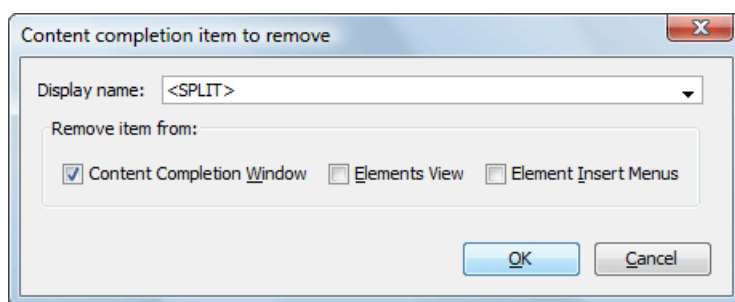 Content completion item to remove
Display name: <SPLIT>
Remove item from:
Content Completion Window Elements View Element Insert Menus
OK Cancel